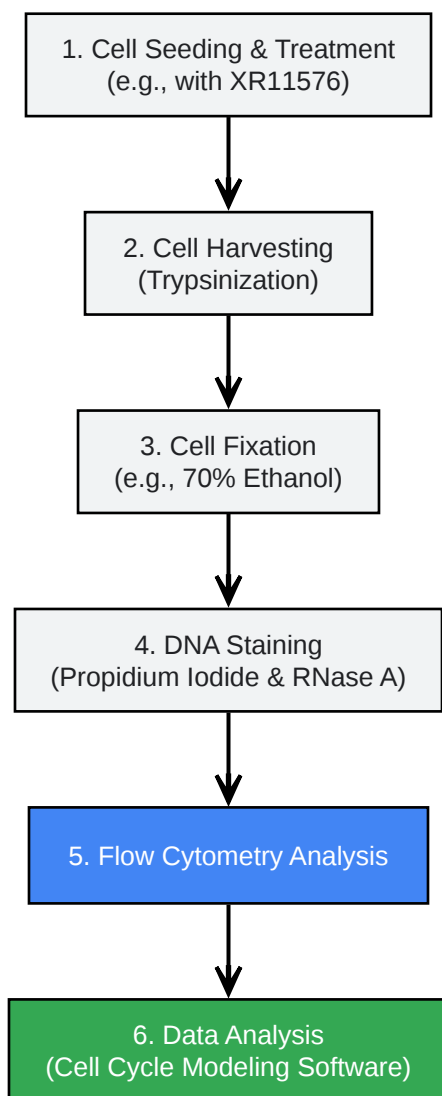 1. Cell Seeding & Treatment
(e.g., with XR11576)
2. Cell Harvesting
(Trypsinization)
3. Cell Fixation
(e.g., 70% Ethanol)
4. DNA Staining
(Propidium Iodide & RNase A)
5. Flow Cytometry Analysis
6. Data Analysis
(Cell Cycle Modeling Software)